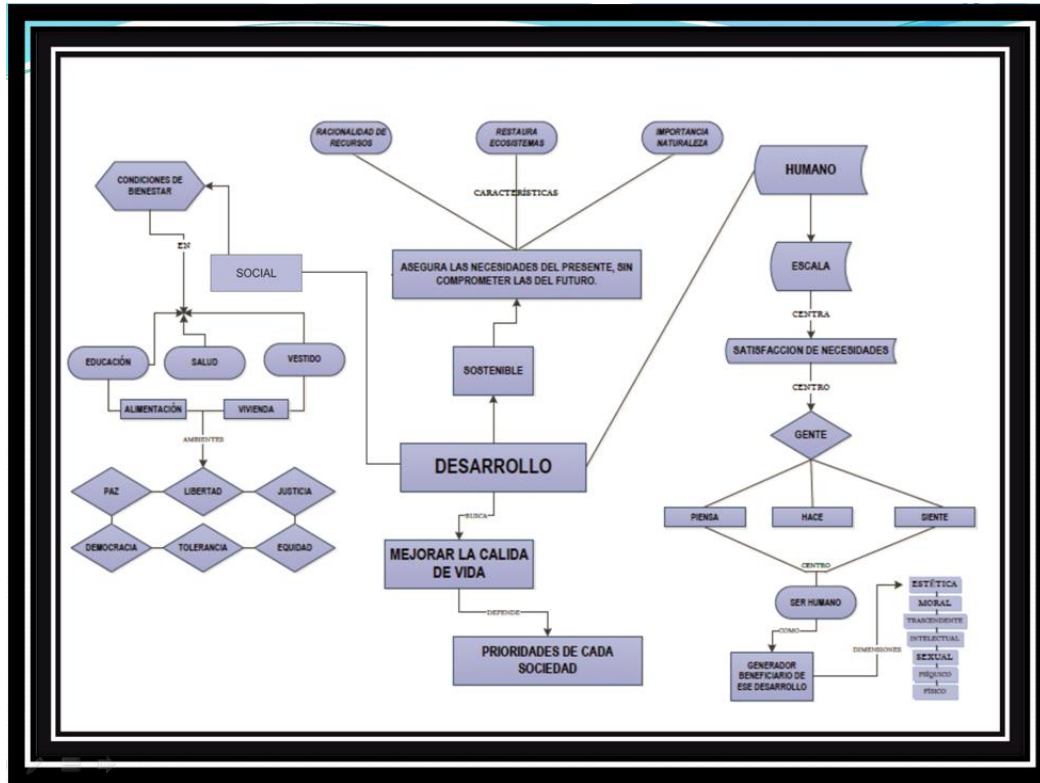 RACIONALIDAD DE
RECURSOS
RESTAURA
ECOSISTEMAS
IMPORTANCIA
NATURALEZA
CARACTERÍSTICAS
ASEGURA LAS NECESIDADES DEL PRESENTE, SIN
COMPROMETER LAS DEL FUTURO.
SOSTENIBLE
DESARROLLO
BUSCA
MEJORAR LA CALIDA
DE VIDA
DEPENDE
PRIORIDADES DE CADA
SOCIEDAD
CONDICIONES DE
BIENESTAR
EN
SOCIAL
EDUCACIÓN
SALUD
VESTIDO
ALIMENTACIÓN
VIVIENDA
AMBIENTES
PAZ
LIBERTAD
JUSTICIA
DEMOCRACIA
TOLERANCIA
EQUIDAD
HUMANO
ESCALA
CENTRA
SATISFACCION DE NECESIDADES
CENTRO
GENTE
PIENSA
HACE
SIENTE
CENTRO
SER HUMANO
COMO
GENERADOR
BENEFICIARIO DE
ESE DESARROLLO
DIMENSIONES
ESTÉTICA
MORAL
TRASCENDENTE
INTELECTUAL
SEXUAL
PSÍQUICO
FÍSICO